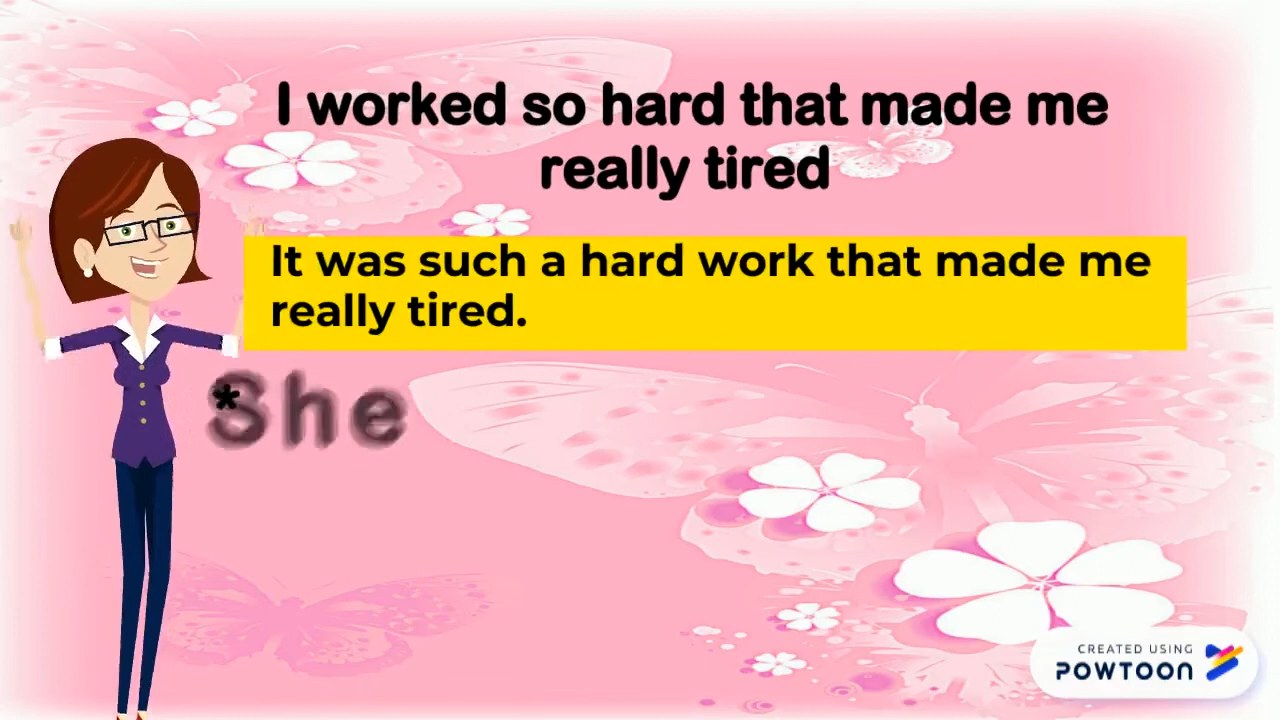 I worked so hard that made me
really tired
It was such a hard work that made me
really tired.
*She
CREATED USING
POWTOON